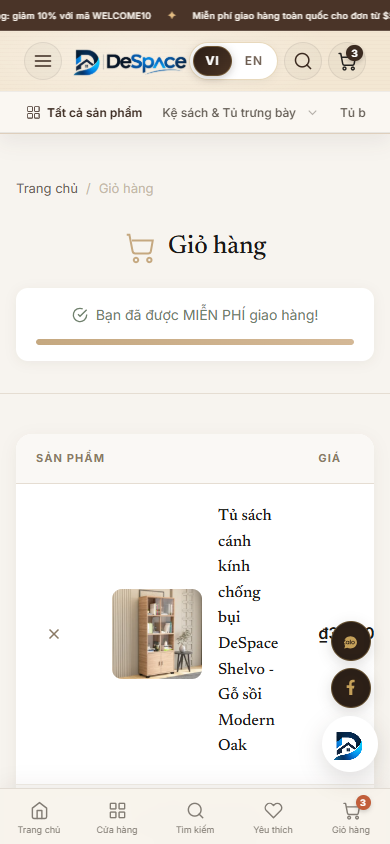 g: giảm 10% với mã WELCOME10 ✦ Miễn phí giao hàng toàn quốc cho đơn từ $
DeSpace VI EN 3
Tất cả sản phẩm Kệ sách & Tủ trưng bày Tủ b
Trang chủ / Giỏ hàng
Giỏ hàng
Bạn đã được MIỄN PHÍ giao hàng!
SẢN PHẨM GIÁ
Tủ sách
cánh
kính
chống
bụi
DeSpace
Shelvo -
Gỗ sồi
Modern
Oak
Zalo
3
Trang chủ Cửa hàng Tìm kiếm Yêu thích Giỏ hàng